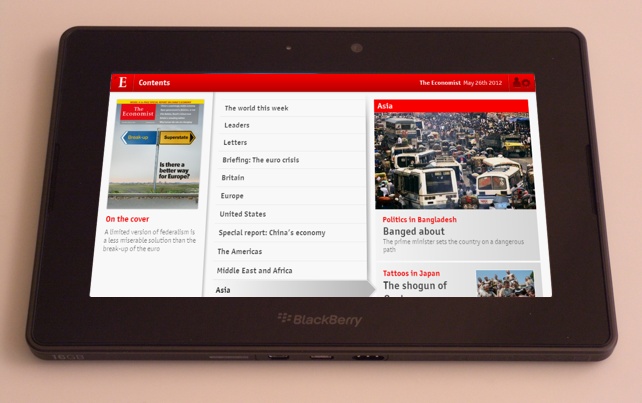 E Contents The Economist May 26th 2012
The Economist
Break-up Superstate
Is there a
better way
for Europe?
On the cover
A limited version of federalism is
a less miserable solution than the
break-up of the euro
The world this week
Leaders
Letters
Briefing: The euro crisis
Britain
Europe
United States
Special report: China's economy
The Americas
Middle East and Africa
Asia
Asia
Politics in Bangladesh
Banged about
The prime minister sets the country on a dangerous
path
Tattoos in Japan
The shogun of
BlackBerry
16GB